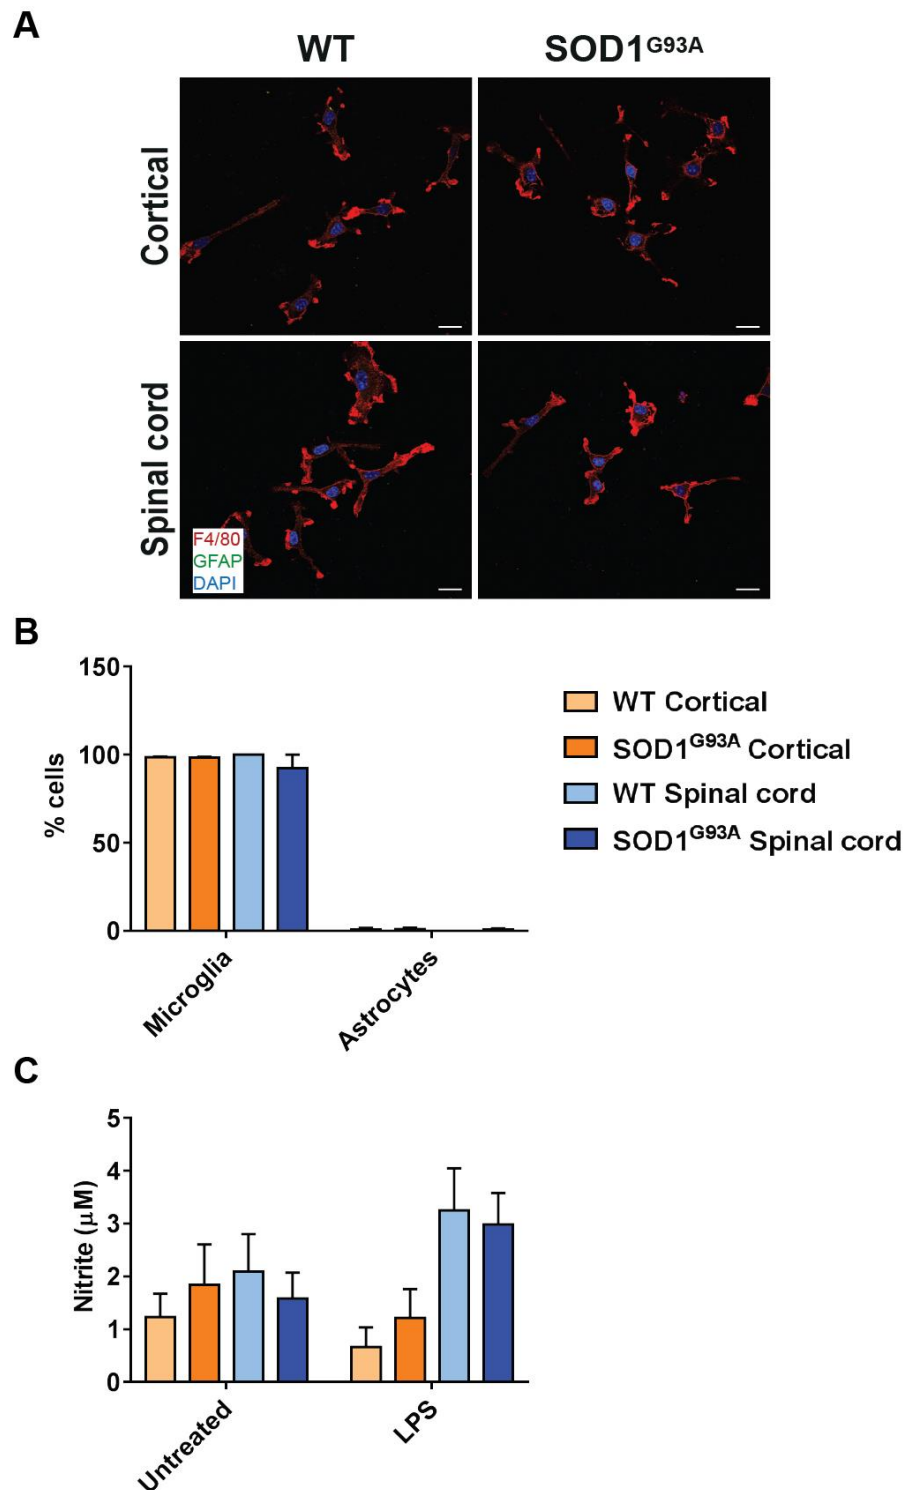 A
WT
SOD1G93A
Cortical
Spinal cord
F4/80
GFAP
DAPI
B
150
100
50
0
% cells
Microglia
Astrocytes
WT Cortical
SOD1G93A Cortical
WT Spinal cord
SOD1G93A Spinal cord
C
5
4
3
2
1
0
Nitrite (μM)
Untreated
LPS